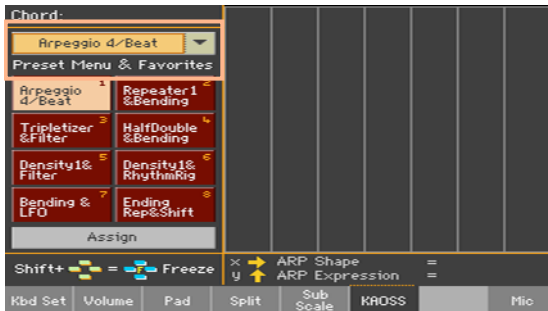 Chord:
Arpeggio 4/Beat
Preset Menu & Favorites
Arpeggio 4/Beat 1
Repeater1 &Bending 2
Tripletizer &Filter 3
HalfDouble &Bending 4
Density1& Filter 5
Density1& RhythmRig 6
Bending & LFO 7
Ending Rep&Shift 8
Assign
Shift+ = F Freeze
x ARP Shape =
y ARP Expression =
Kbd Set Volume Pad Split Sub Scale KAOSS Mic